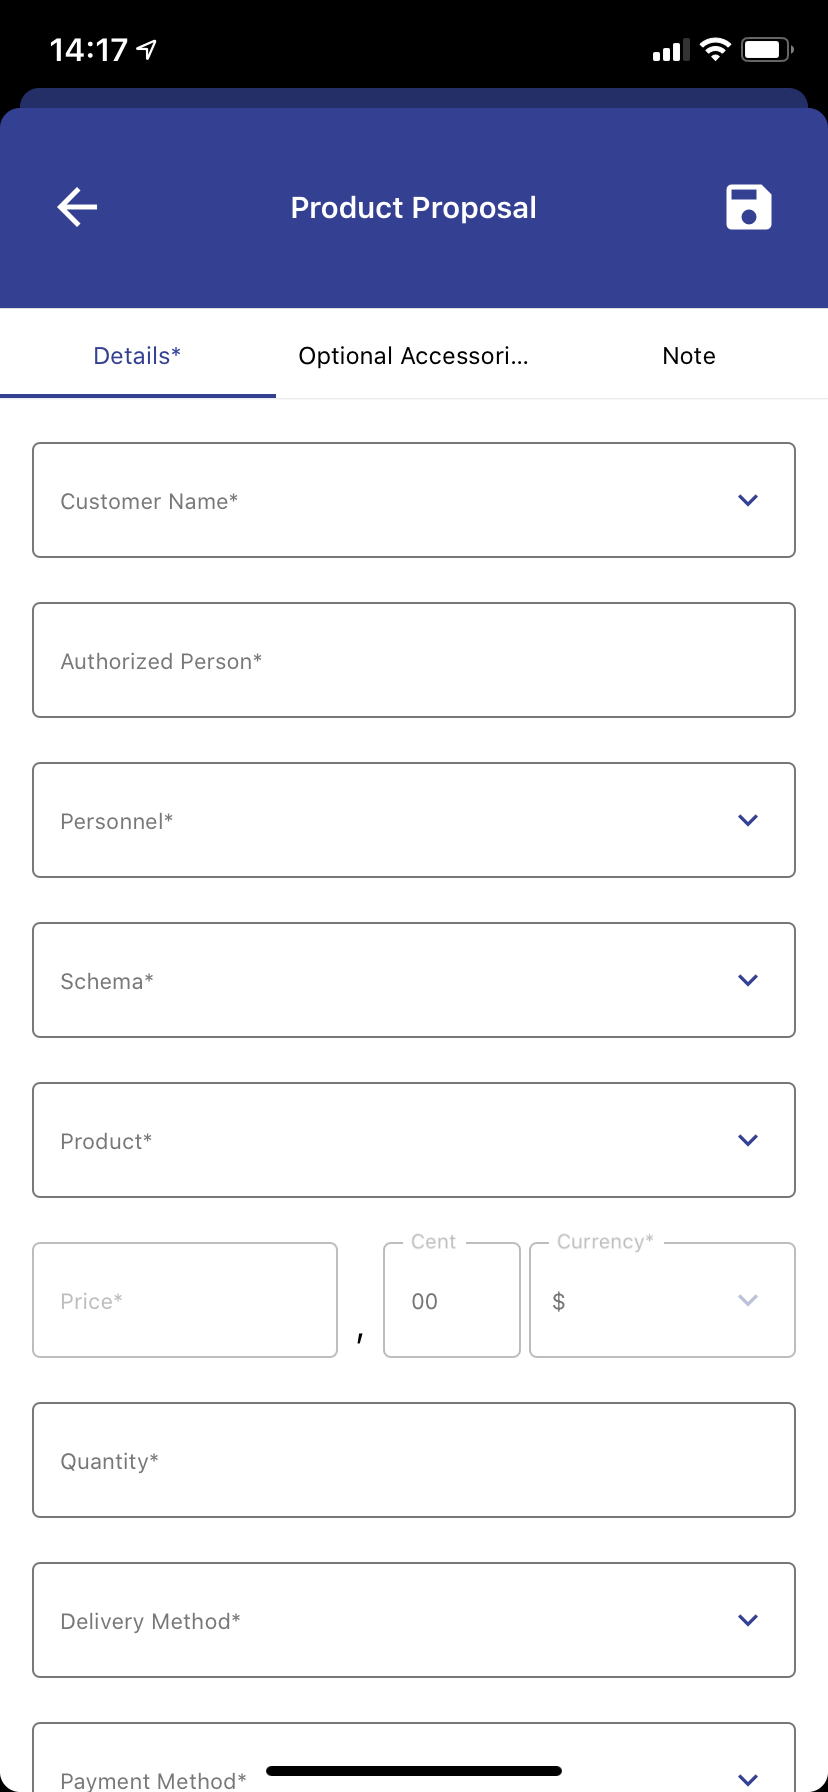 14:17
Product Proposal
Details* Optional Accessori... Note
Customer Name*
Authorized Person*
Personnel*
Schema*
Product*
Cent Currency*
Price* , 00 $
Quantity*
Delivery Method*
Payment Method*